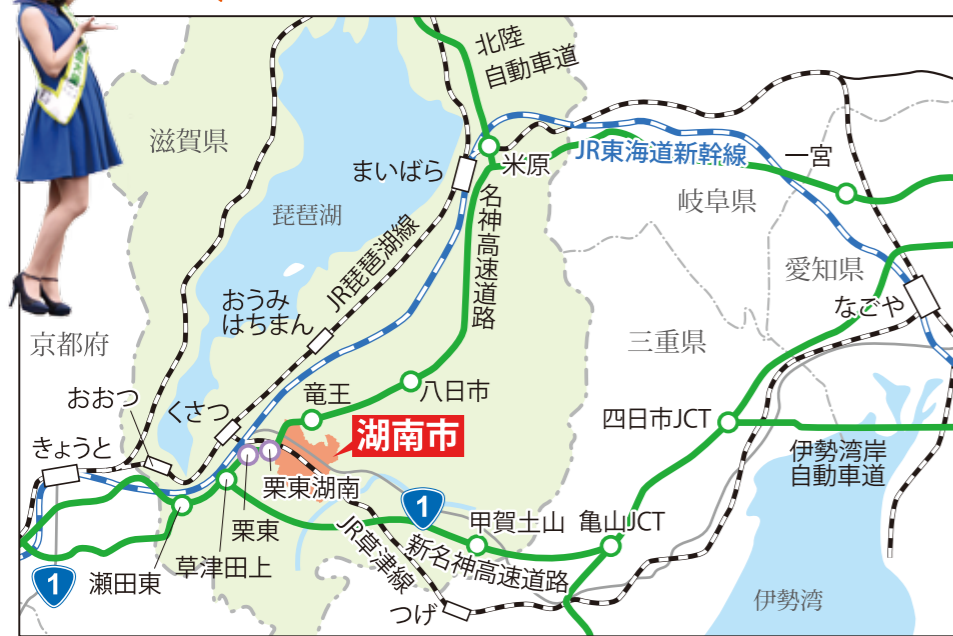 北陸
自動車道
滋賀県
まいばら
米原
JR東海道新幹線
一宮
岐阜県
琵琶湖
JR琵琶湖線
名神高速道路
愛知県
なごや
おうみ
はちまん
京都府
三重県
おおつ
くさつ
竜王
八日市
きょうと
湖南市
四日市JCT
伊勢湾岸
自動車道
栗東湖南
栗東
1
甲賀土山
亀山JCT
JR草津線
新名神高速道路
1
瀬田東
草津田上
つげ
伊勢湾